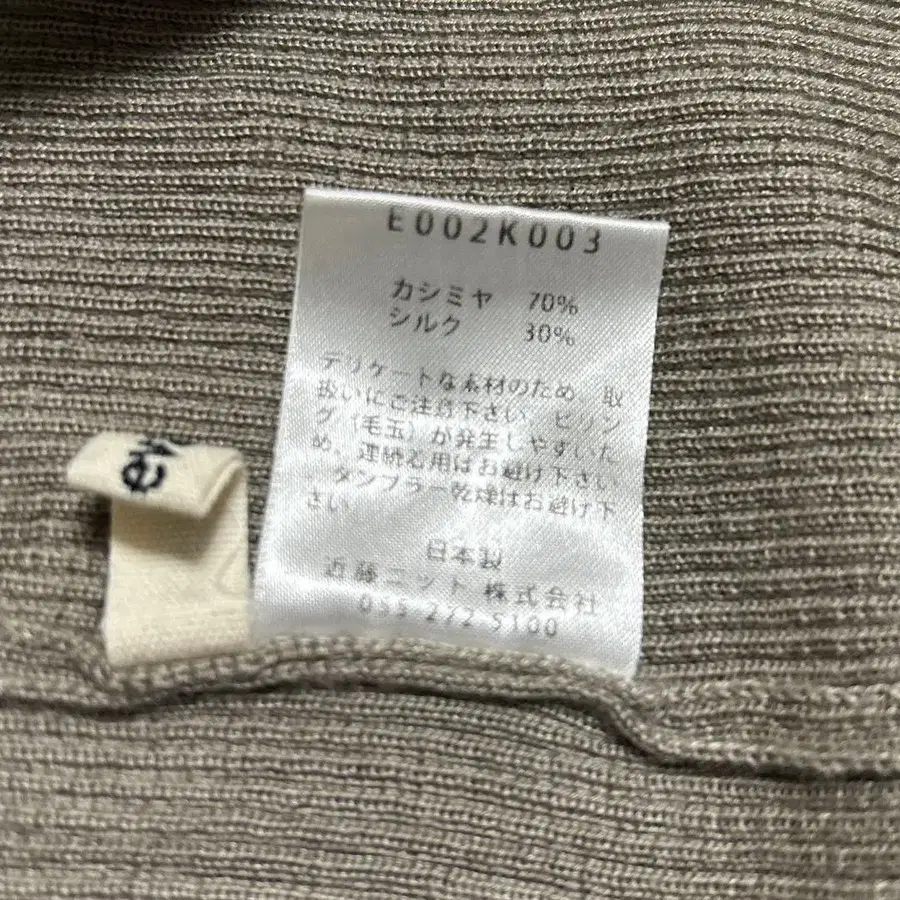 E002K003
カシミヤ 70%
シルク 30%
デリケートな素材のため 取
扱いにご注意下さい ピリン
グ（毛玉）が発生しやすいた
め、連続着用はお避け下さい
。タンブラー乾燥はお避け下
さい
日本製
近藤ニット 株式会社
055 272 5100